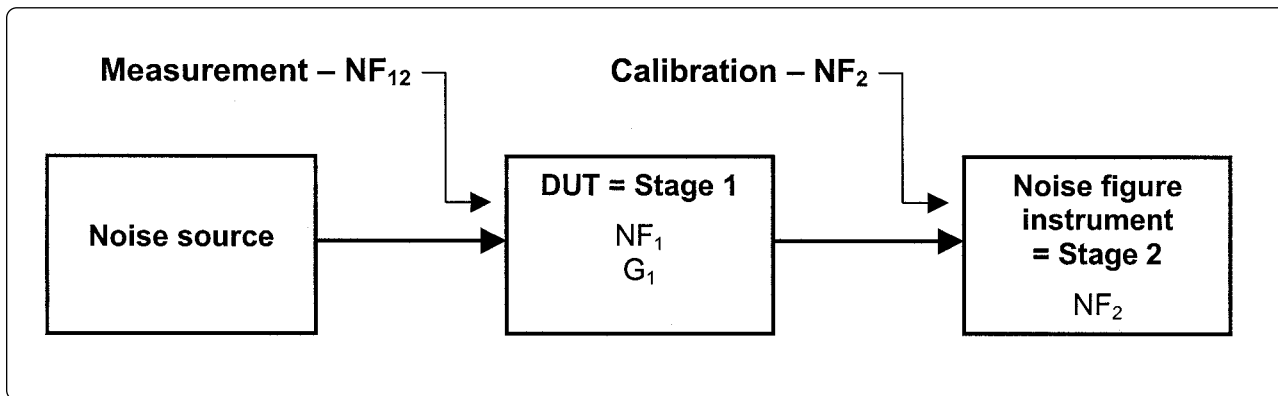 Measurement – NF₁₂
Calibration – NF₂
Noise source
DUT = Stage 1
NF₁
G₁
Noise figure
instrument
= Stage 2
NF₂